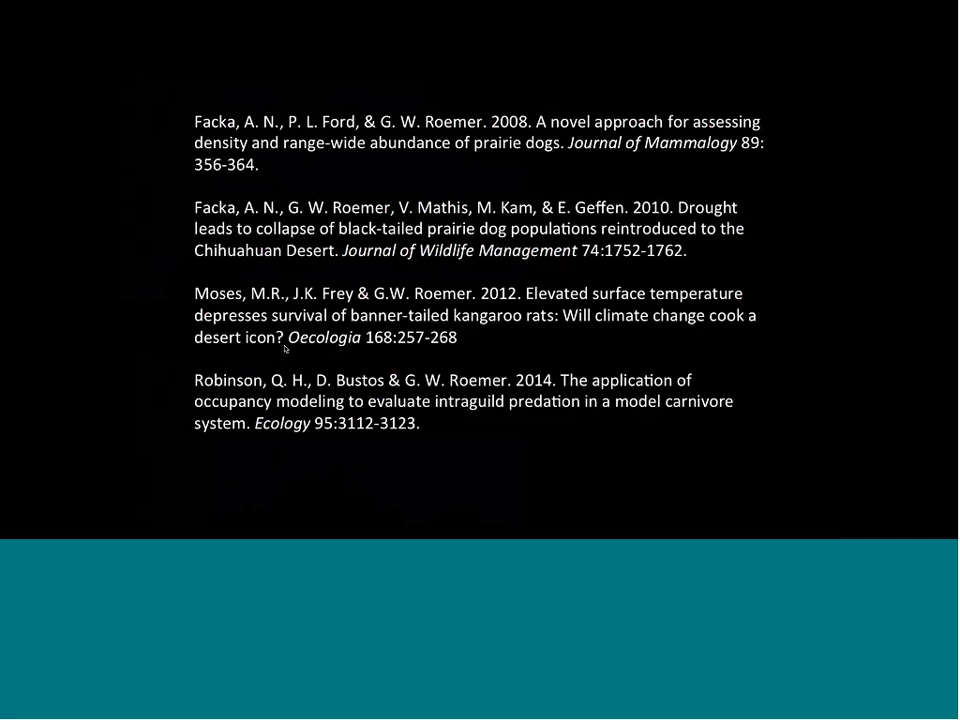 Facka, A. N., P. L. Ford, & G. W. Roemer. 2008. A novel approach for assessing
density and range-wide abundance of prairie dogs. Journal of Mammalogy 89:
356-364.
Facka, A. N., G. W. Roemer, V. Mathis, M. Kam, & E. Geffen. 2010. Drought
leads to collapse of black-tailed prairie dog populations reintroduced to the
Chihuahuan Desert. Journal of Wildlife Management 74:1752-1762.
Moses, M.R., J.K. Frey & G.W. Roemer. 2012. Elevated surface temperature
depresses survival of banner-tailed kangaroo rats: Will climate change cook a
desert icon? Oecologia 168:257-268
Robinson, Q. H., D. Bustos & G. W. Roemer. 2014. The application of
occupancy modeling to evaluate intraguild predation in a model carnivore
system. Ecology 95:3112-3123.